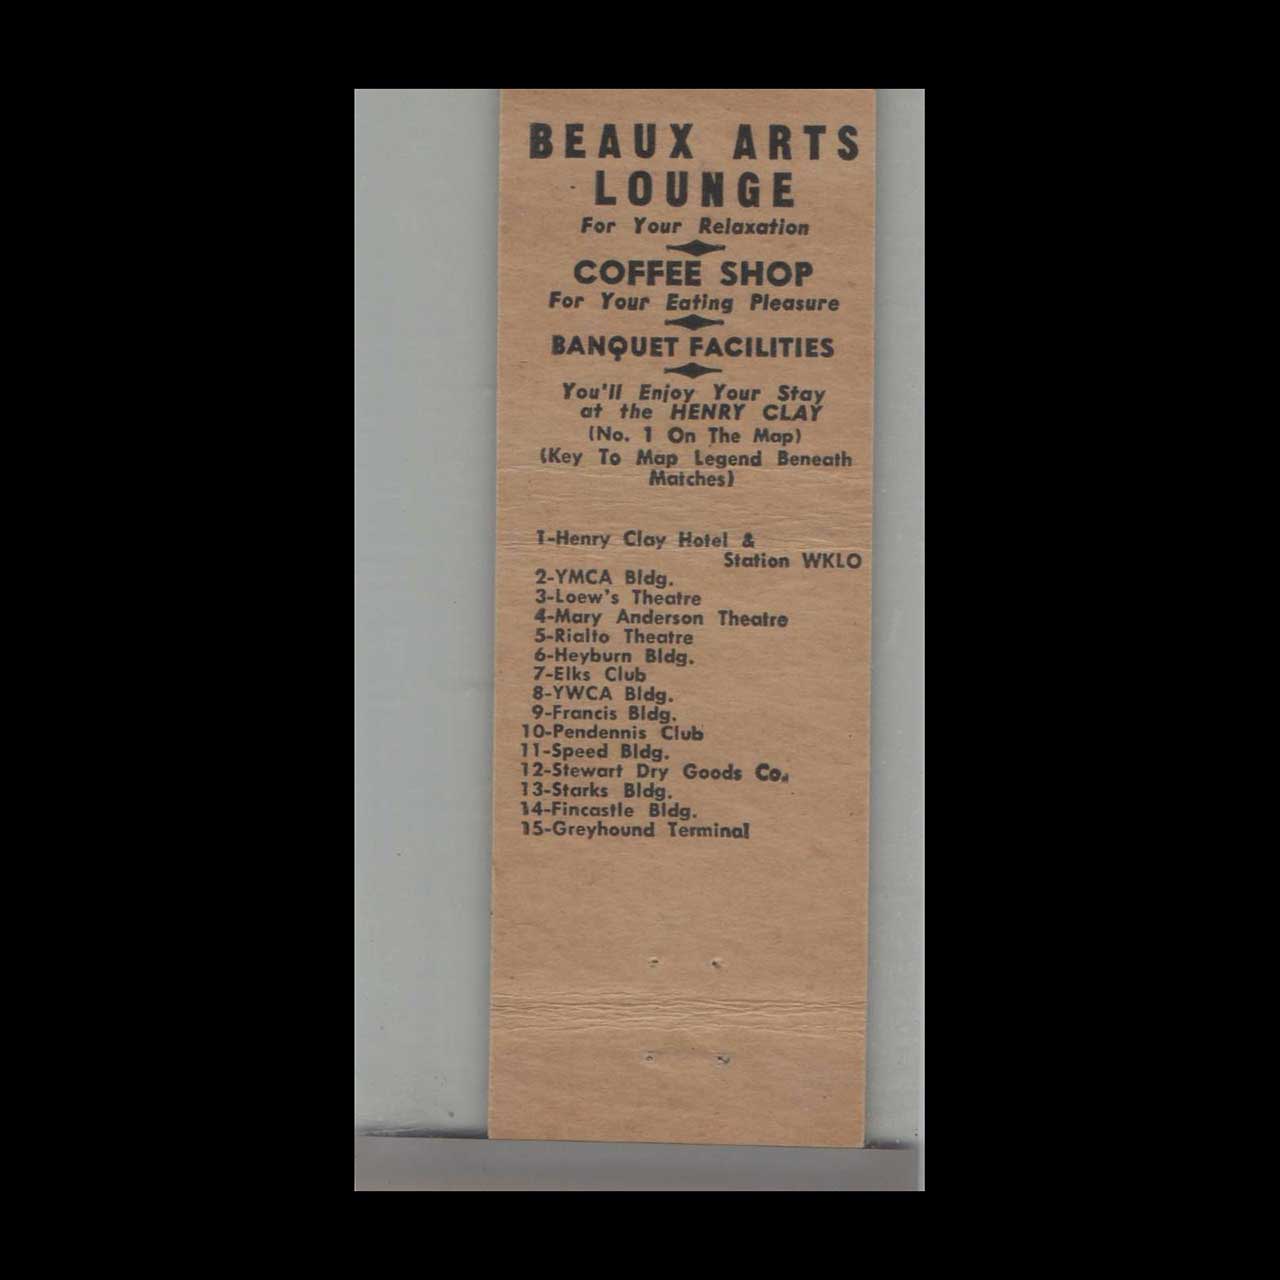 BEAUX ARTS
LOUNGE
For Your Relaxation
COFFEE SHOP
For Your Eating Pleasure
BANQUET FACILITIES
You'll Enjoy Your Stay
at the HENRY CLAY
(No. 1 On The Map)
(Key To Map Legend Beneath
Matches)
1-Henry Clay Hotel &
Station WKLO
2-YMCA Bldg.
3-Loew's Theatre
4-Mary Anderson Theatre
5-Rialto Theatre
6-Heyburn Bldg.
7-Elks Club
8-YWCA Bldg.
9-Francis Bldg.
10-Pendennis Club
11-Speed Bldg.
12-Stewart Dry Goods Co.
13-Starks Bldg.
14-Fincastle Bldg.
15-Greyhound Terminal